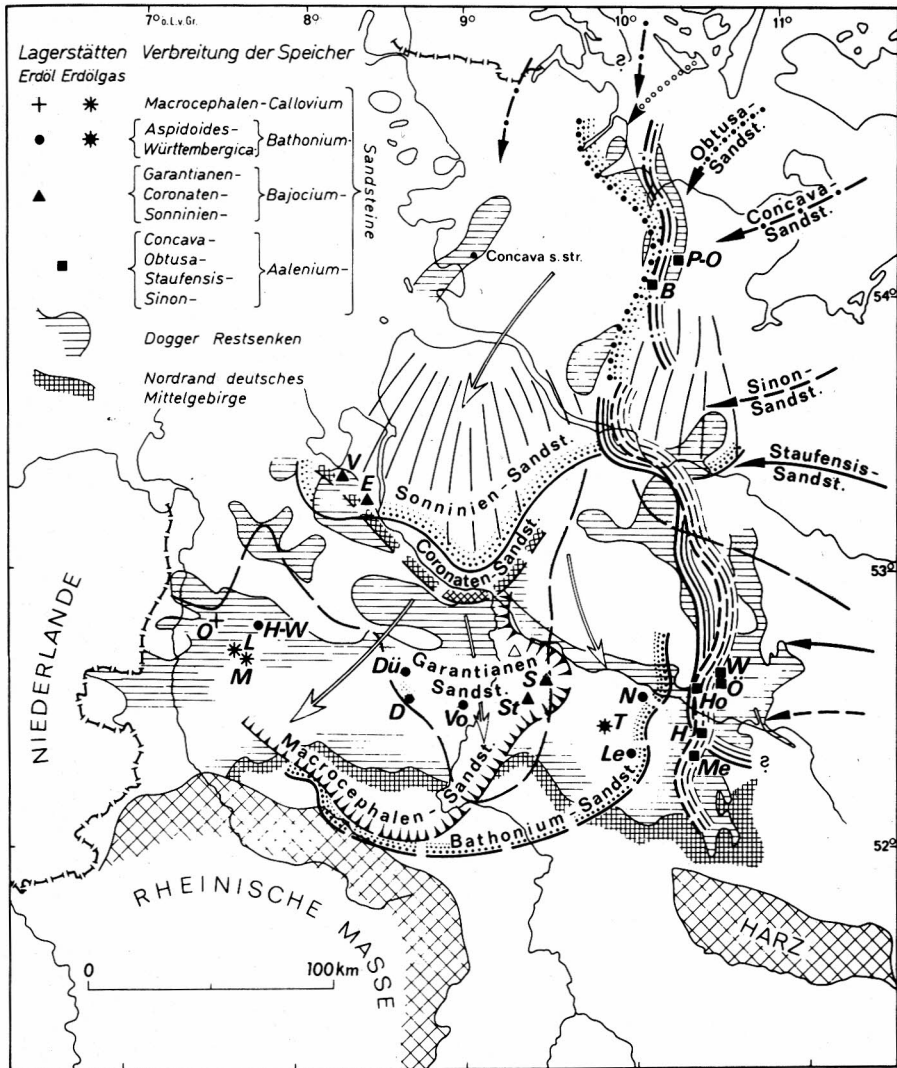 7° ö.L.v.Gr. 8° 9° 10° 11°
Lagerstätten Verbreitung der Speicher
Erdöl Erdölgas
Macrocephalen-Callovium
Aspidoides-
Württembergica
Bathonium-
Garantianen-
Coronaten-
Sonninien-
Bajocium-
Concava-
Obtusa-
Staufensis-
Sinon-
Aalenium-
Sandsteine
Dogger Restsenken
Nordrand deutsches
Mittelgebirge
?
Obtusa-
Sandst.
Concava-
Sandst.
Concava s.str.
P-O
B
54°
Sinon-
Sandst.
Staufensis-
Sandst.
V
E
Sonninien-Sandst.
Coronaten-Sandst.
53°
NIEDERLANDE
O
H-W
L
M
Dü
D
Garantianen
Sandst.
Vo
S
St
N
T
Le
W
O
Ho
H
Me
?
Macrocephalen-Sandst.
Bathonium-Sandst.
52°
RHEINISCHE MASSE
HARZ
0 100km